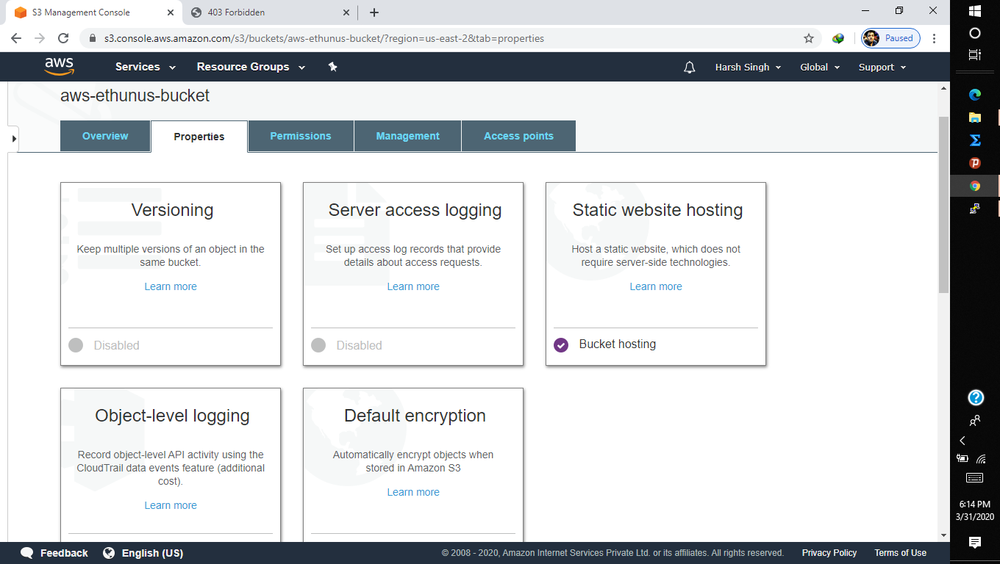 S3 Management Console
403 Forbidden
s3.console.aws.amazon.com/s3/buckets/aws-ethunus-bucket/?region=us-east-2&tab=properties
Paused
aws
Services
Resource Groups
Harsh Singh
Global
Support
aws-ethunus-bucket
Overview
Properties
Permissions
Management
Access points
Versioning
Keep multiple versions of an object in the
same bucket.
Learn more
Disabled
Server access logging
Set up access log records that provide
details about access requests.
Learn more
Disabled
Static website hosting
Host a static website, which does not
require server-side technologies.
Learn more
Bucket hosting
Object-level logging
Record object-level API activity using the
CloudTrail data events feature (additional
cost).
Learn more
Default encryption
Automatically encrypt objects when
stored in Amazon S3
Learn more
Feedback
English (US)
© 2008 - 2020, Amazon Internet Services Private Ltd. or its affiliates. All rights reserved.
Privacy Policy
Terms of Use
6:14 PM
3/31/2020